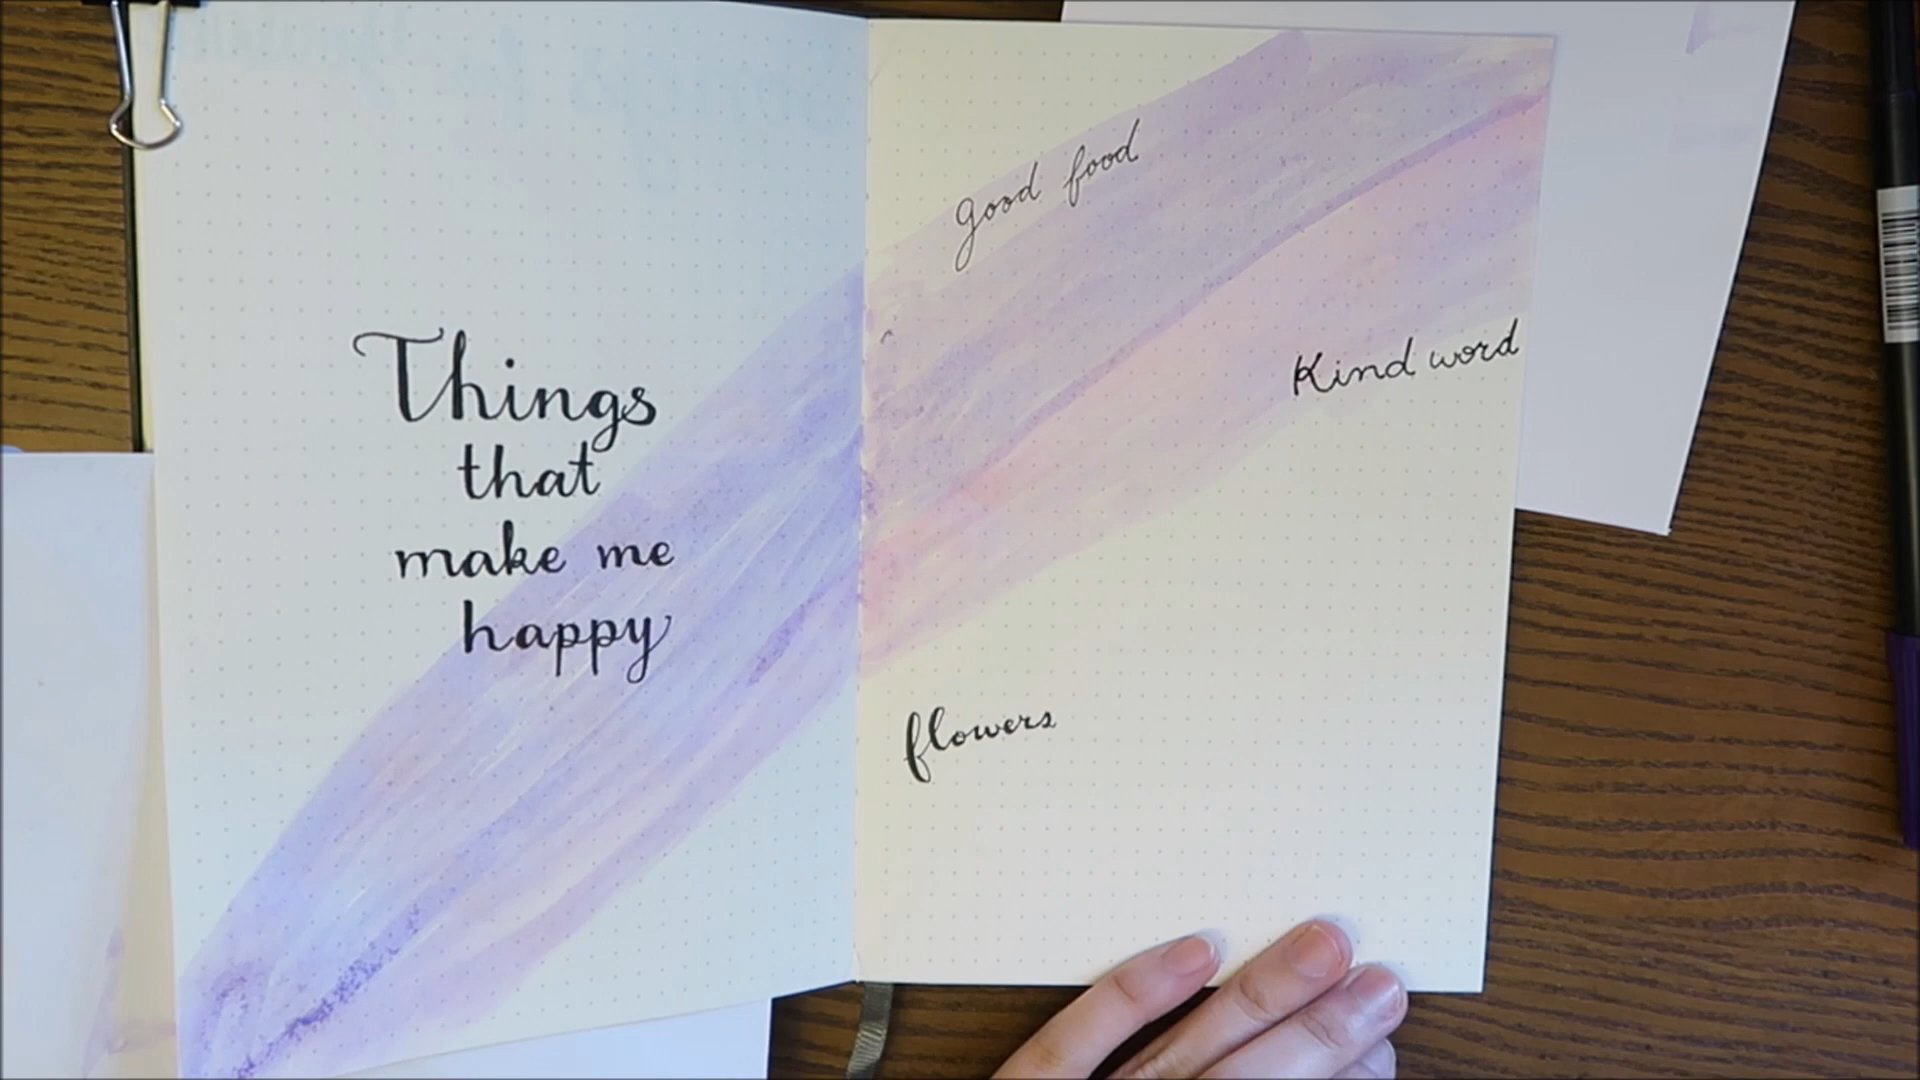 Things
that
make me
happy
good food
Kind word
flowers